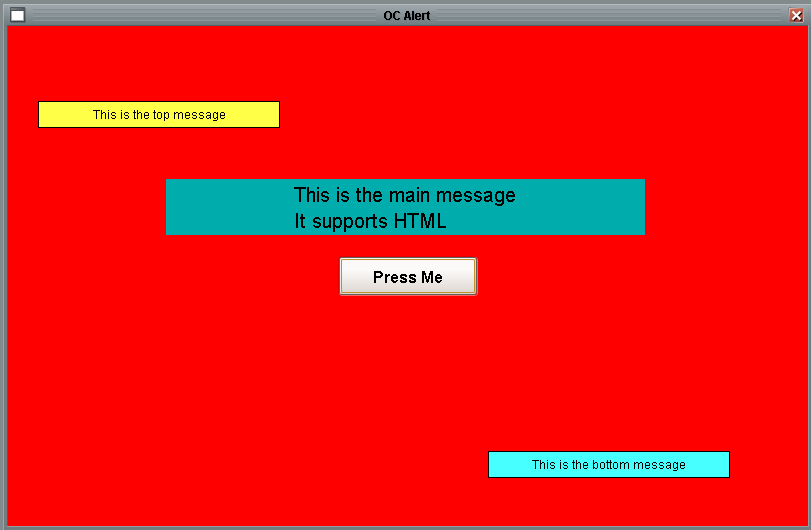 OC Alert
This is the top message
This is the main message
It supports HTML
Press Me
This is the bottom message